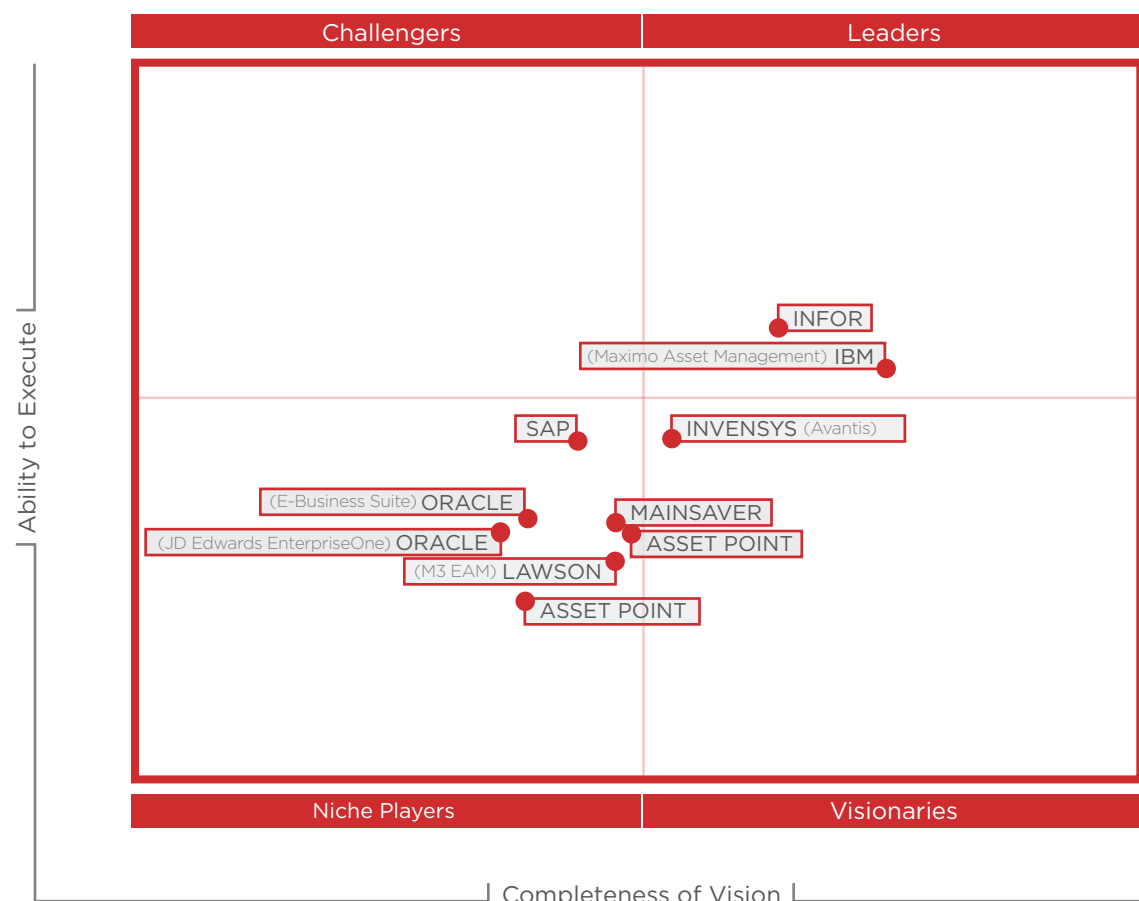 Challengers
Leaders
Ability to Execute
INFOR
(Maximo Asset Management) IBM
SAP
INVENSYS (Avantis)
(E-Business Suite) ORACLE
MAINSAVER
(JD Edwards EnterpriseOne) ORACLE
ASSET POINT
(M3 EAM) LAWSON
ASSET POINT
Niche Players
Visionaries
Completeness of Vision